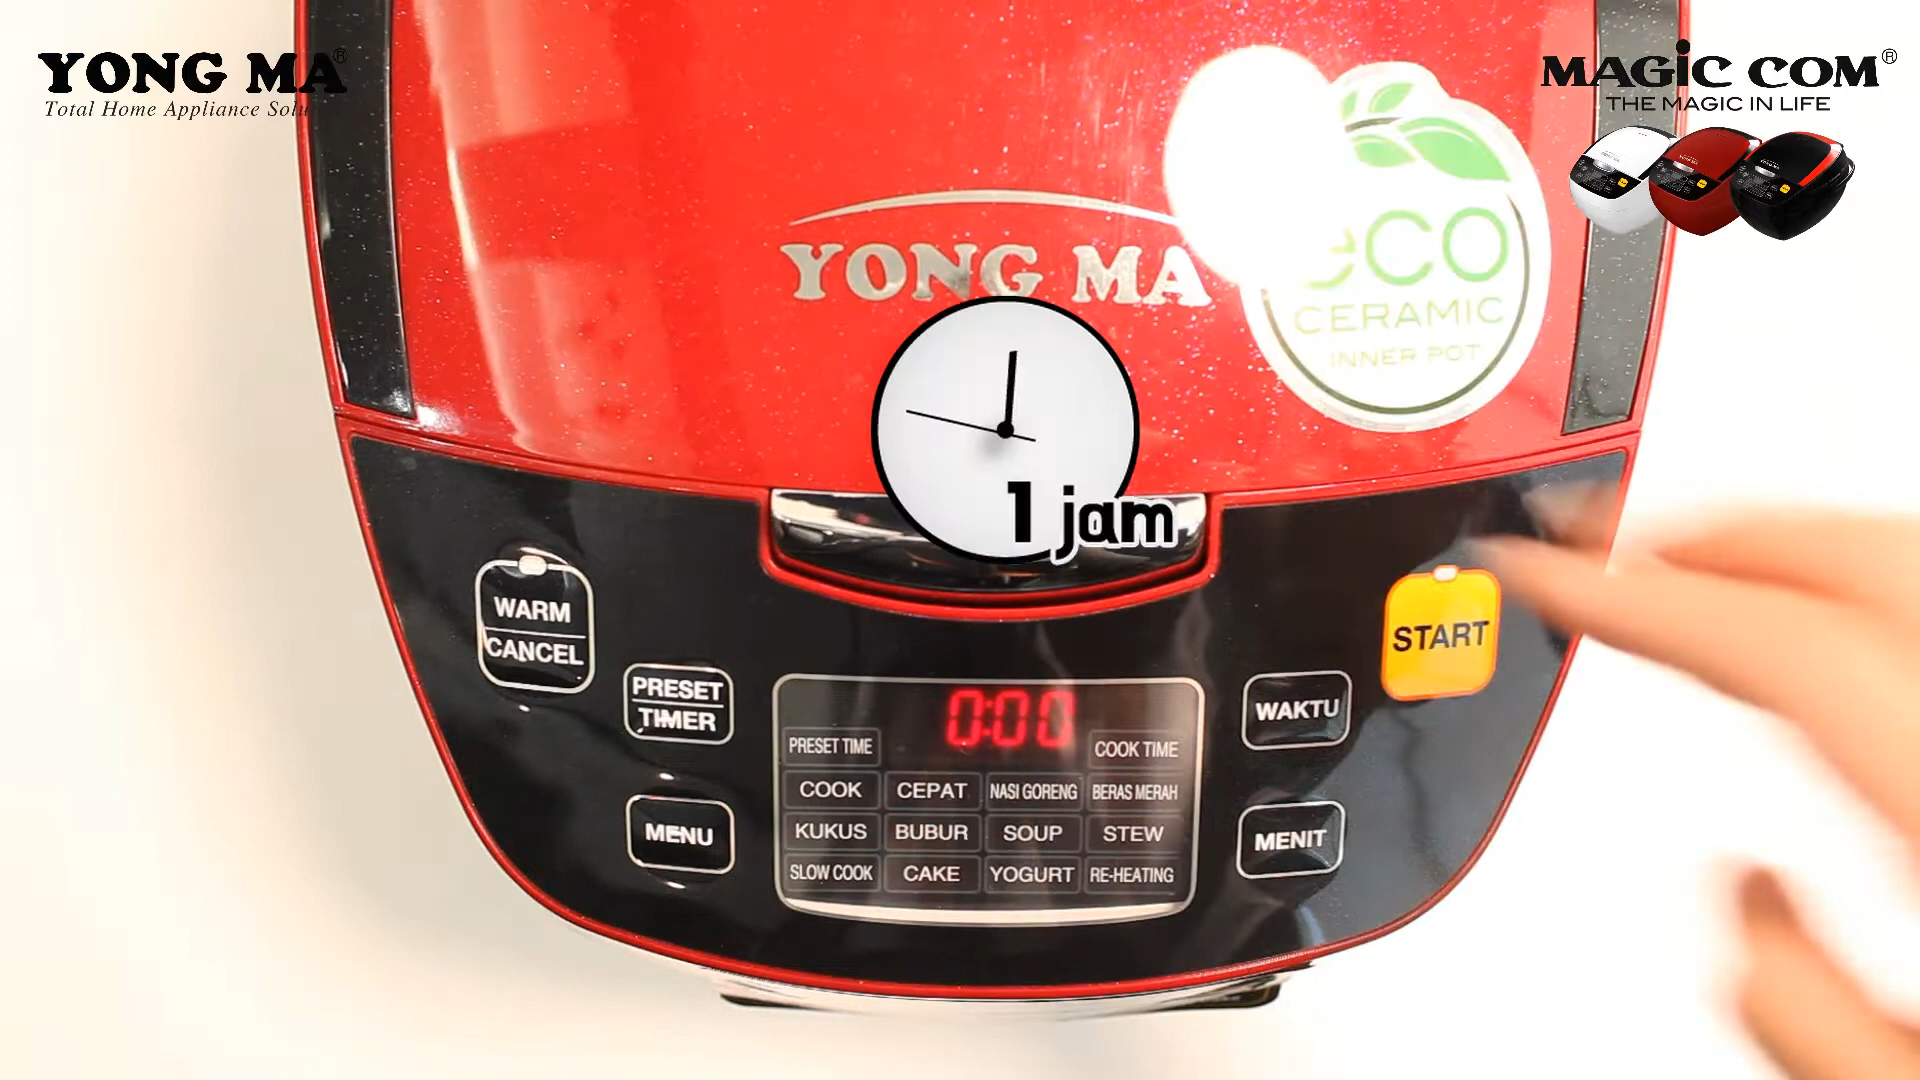 YONG MA®
Total Home Appliance Solu
MAGIC COM®
THE MAGIC IN LIFE
YONG MA
eco
CERAMIC
INNER POT
1 jam
WARM
CANCEL
START
PRESET
TIMER
WAKTU
0:00
PRESET TIME
COOK TIME
COOK CEPAT NASI GORENG BERAS MERAH
KUKUS BUBUR SOUP STEW
SLOW COOK CAKE YOGURT RE-HEATING
MENU
MENIT